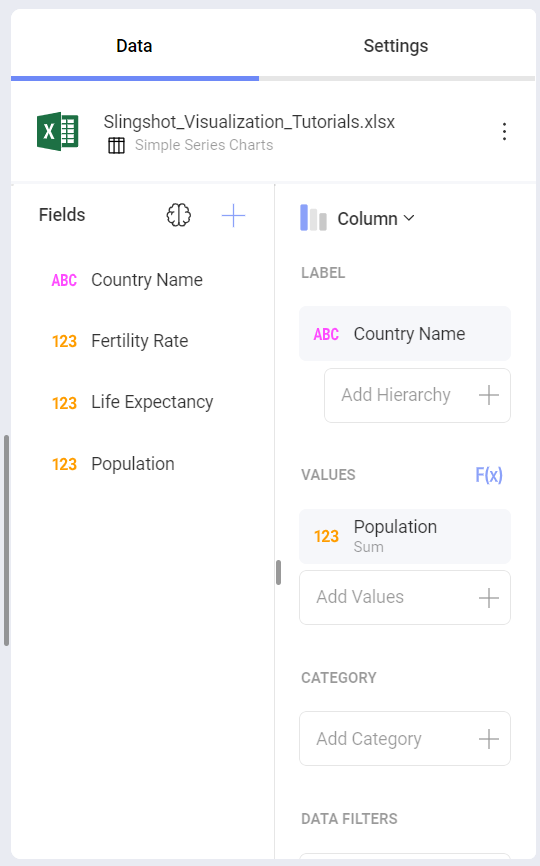 Data
Settings
X
Slingshot_Visualization_Tutorials.xlsx
Simple Series Charts
Fields
ABC Country Name
123 Fertility Rate
123 Life Expectancy
123 Population
Column
LABEL
ABC Country Name
Add Hierarchy
VALUES F(x)
123 Population
Sum
Add Values
CATEGORY
Add Category
DATA FILTERS